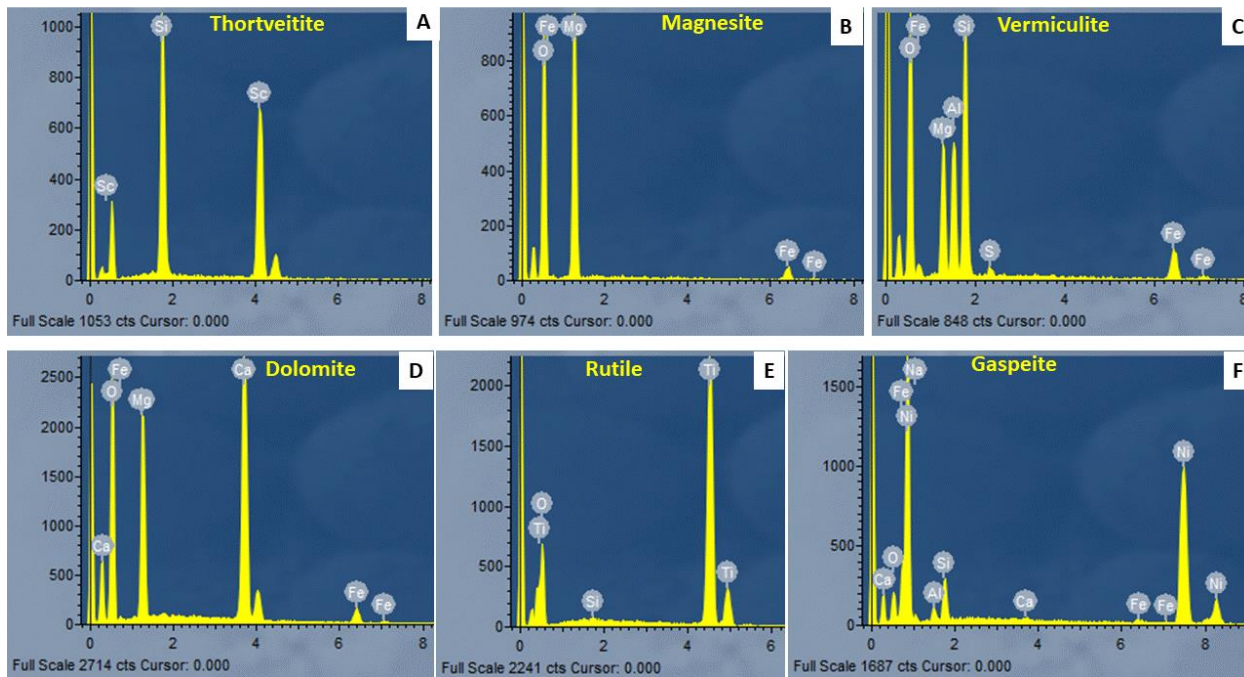 Thortveitite A
Si
Sc
Sc
1000
800
600
400
200
0
0 2 4 6 8
Full Scale 1053 cts Cursor: 0.000
Magnesite B
Fe Mg
O
Fe
Fe
800
600
400
200
0
0 2 4 6 8
Full Scale 974 cts Cursor: 0.000
Vermiculite C
Fe Si
O
Al
Mg
S
Fe
Fe
800
600
400
200
0
0 2 4 6 8
Full Scale 848 cts Cursor: 0.000
Dolomite D
Fe Ca
O
Mg
Ca
Fe
Fe
2500
2000
1500
1000
500
0
0 2 4 6 8
Full Scale 2714 cts Cursor: 0.000
Rutile E
Ti
O
Ti
Ti
Si
2000
1500
1000
500
0
0 2 4 6
Full Scale 2241 cts Cursor: 0.000
Gaspeite F
Na
Fe
Ni
Ni
O
Si
Ca
Al
Ca
Fe
Fe
Ni
1500
1000
500
0
0 2 4 6 8
Full Scale 1687 cts Cursor: 0.000